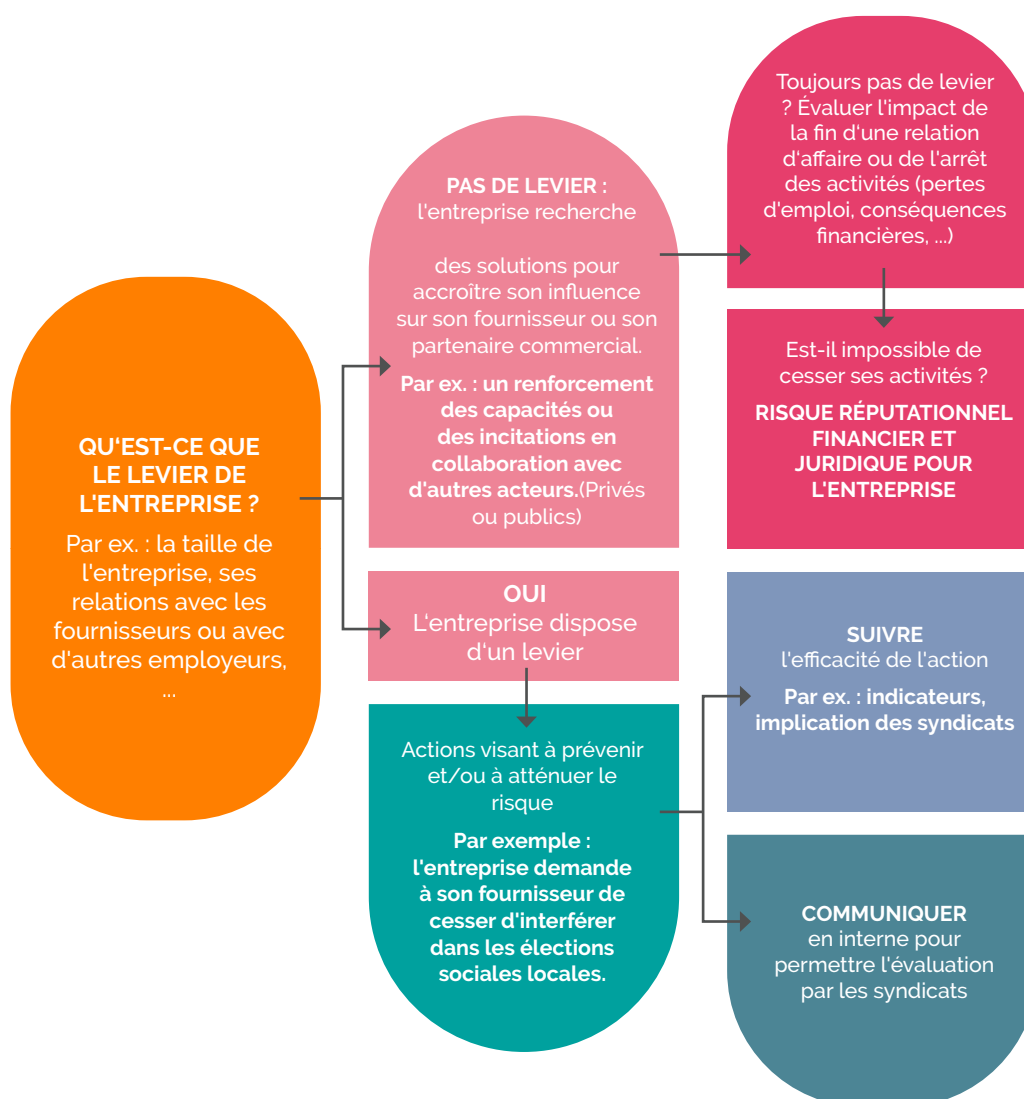 QU'EST-CE QUE
LE LEVIER DE
L'ENTREPRISE ?
Par ex. : la taille de
l'entreprise, ses
relations avec les
fournisseurs ou avec
d'autres employeurs,
...
PAS DE LEVIER :
l'entreprise recherche
des solutions pour
accroître son influence
sur son fournisseur ou son
partenaire commercial.
Par ex. : un renforcement
des capacités ou
des incitations en
collaboration avec
d'autres acteurs.(Privés
ou publics)
Toujours pas de levier
? Évaluer l'impact de
la fin d'une relation
d'affaire ou de l'arrêt
des activités (pertes
d'emploi, conséquences
financières, ...)
Est-il impossible de
cesser ses activités ?
RISQUE RÉPUTATIONNEL
FINANCIER ET
JURIDIQUE POUR
L'ENTREPRISE
OUI
L'entreprise dispose
d'un levier
Actions visant à prévenir
et/ou à atténuer le
risque
Par exemple :
l'entreprise demande
à son fournisseur de
cesser d'interférer
dans les élections
sociales locales.
SUIVRE
l'efficacité de l'action
Par ex. : indicateurs,
implication des syndicats
COMMUNIQUER
en interne pour
permettre l'évaluation
par les syndicats